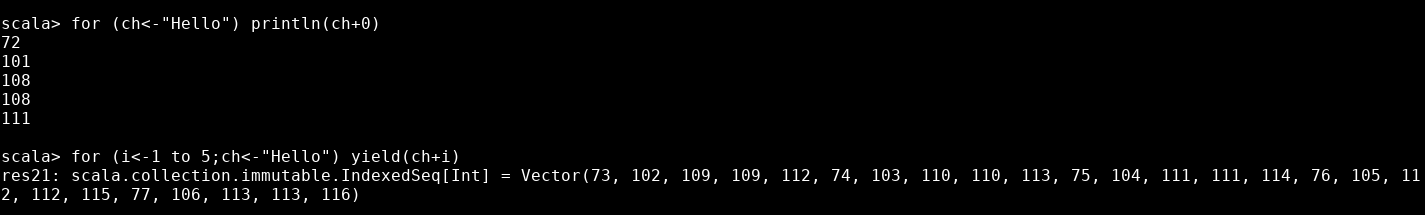 scala> for (ch<-"Hello") println(ch+0)
72
101
108
108
111
scala> for (i<-1 to 5;ch<-"Hello") yield(ch+i)
res21: scala.collection.immutable.IndexedSeq[Int] = Vector(73, 102, 109, 109, 112, 74, 103, 110, 110, 113, 75, 104, 111, 111, 114, 76, 105, 11
2, 112, 115, 77, 106, 113, 113, 116)